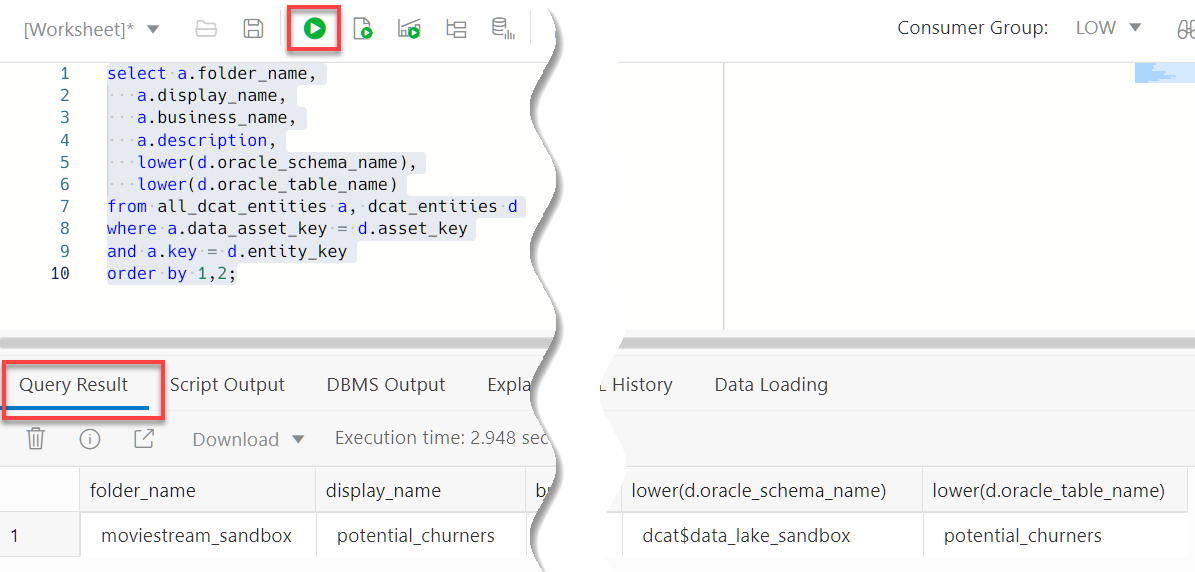 [Worksheet]*
Consumer Group: LOW
1 select a.folder_name,
2 a.display_name,
3 a.business_name,
4 a.description,
5 lower(d.oracle_schema_name),
6 lower(d.oracle_table_name)
7 from all_dcat_entities a, dcat_entities d
8 where a.data_asset_key = d.asset_key
9 and a.key = d.entity_key
10 order by 1,2;
Query Result Script Output DBMS Output Expla L History Data Loading
Download Execution time: 2.948 sec
folder_name display_name lower(d.oracle_schema_name) lower(d.oracle_table_name)
1 moviestream_sandbox potential_churners dcat$data_lake_sandbox potential_churners